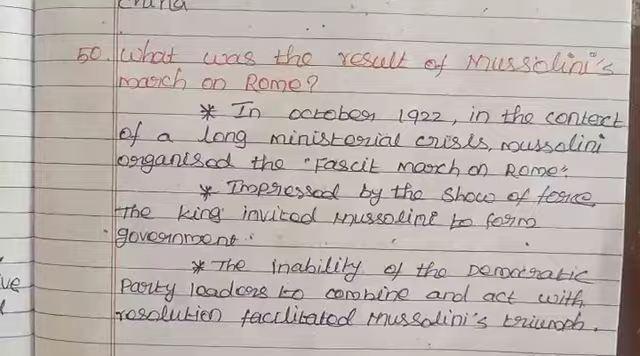 China
50. What was the result of Mussolini's
march on Rome?
* In october 1922, in the context
of a long ministerial crisis, Mussolini
organised the "Fascit march on Rome"
* Impressed by the show of force,
The king invited Mussolini to form
government.
* The inability of the Democratic
Party leaders to combine and act with
resolution facilitated Mussolini's triumph.